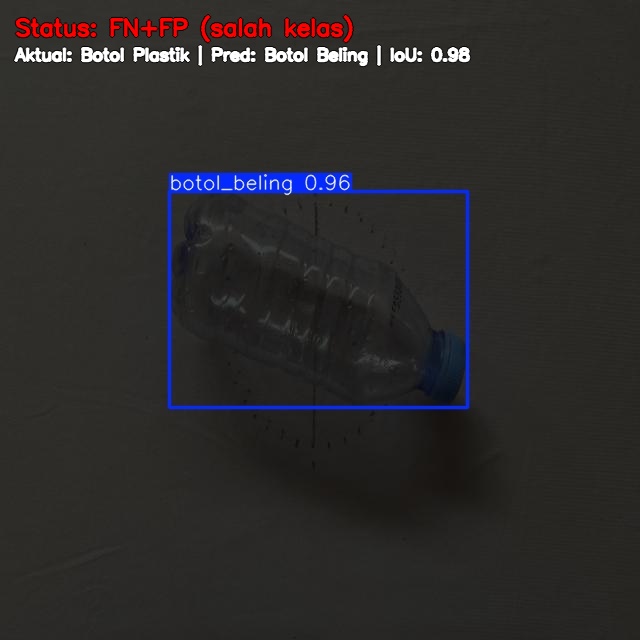 Status: FN+FP (salah kelas)
Aktual: Botol Plastik | Pred: Botol Beling | IoU: 0.98
botol_beling 0.96